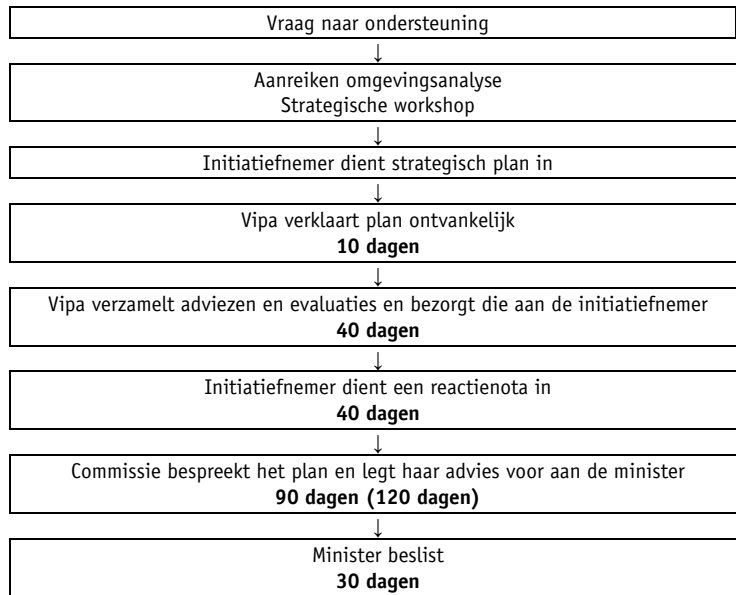 Vraag naar ondersteuning
↓
Aanreiken omgevingsanalyse
Strategische workshop
↓
Initiatiefnemer dient strategisch plan in
↓
Vipa verklaart plan ontvankelijk
10 dagen
↓
Vipa verzamelt adviezen en evaluaties en bezorgt die aan de initiatiefnemer
40 dagen
↓
Initiatiefnemer dient een reactienota in
40 dagen
↓
Commissie bespreekt het plan en legt haar advies voor aan de minister
90 dagen (120 dagen)
↓
Minister beslist
30 dagen